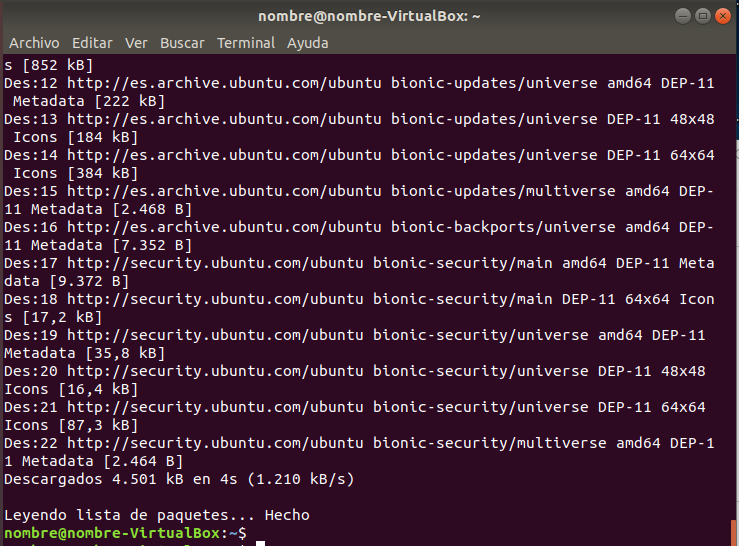 nombre@nombre-VirtualBox: ~
Archivo Editar Ver Buscar Terminal Ayuda
s [852 kB]
Des:12 http://es.archive.ubuntu.com/ubuntu bionic-updates/universe amd64 DEP-11
 Metadata [222 kB]
Des:13 http://es.archive.ubuntu.com/ubuntu bionic-updates/universe DEP-11 48x48
 Icons [184 kB]
Des:14 http://es.archive.ubuntu.com/ubuntu bionic-updates/universe DEP-11 64x64
 Icons [384 kB]
Des:15 http://es.archive.ubuntu.com/ubuntu bionic-updates/multiverse amd64 DEP-
11 Metadata [2.468 B]
Des:16 http://es.archive.ubuntu.com/ubuntu bionic-backports/universe amd64 DEP-
11 Metadata [7.352 B]
Des:17 http://security.ubuntu.com/ubuntu bionic-security/main amd64 DEP-11 Meta
data [9.372 B]
Des:18 http://security.ubuntu.com/ubuntu bionic-security/main DEP-11 64x64 Icon
s [17,2 kB]
Des:19 http://security.ubuntu.com/ubuntu bionic-security/universe amd64 DEP-11
Metadata [35,8 kB]
Des:20 http://security.ubuntu.com/ubuntu bionic-security/universe DEP-11 48x48
Icons [16,4 kB]
Des:21 http://security.ubuntu.com/ubuntu bionic-security/universe DEP-11 64x64
Icons [87,3 kB]
Des:22 http://security.ubuntu.com/ubuntu bionic-security/multiverse amd64 DEP-1
1 Metadata [2.464 B]
Descargados 4.501 kB en 4s (1.210 kB/s)
Leyendo lista de paquetes... Hecho
nombre@nombre-VirtualBox:~$